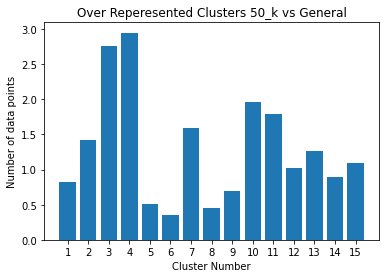 Over Reperesented Clusters 50_k vs General
Number of data points
3.0
2.5
2.0
1.5
1.0
0.5
0.0
1 2 3 4 5 6 7 8 9 10 11 12 13 14 15
Cluster Number